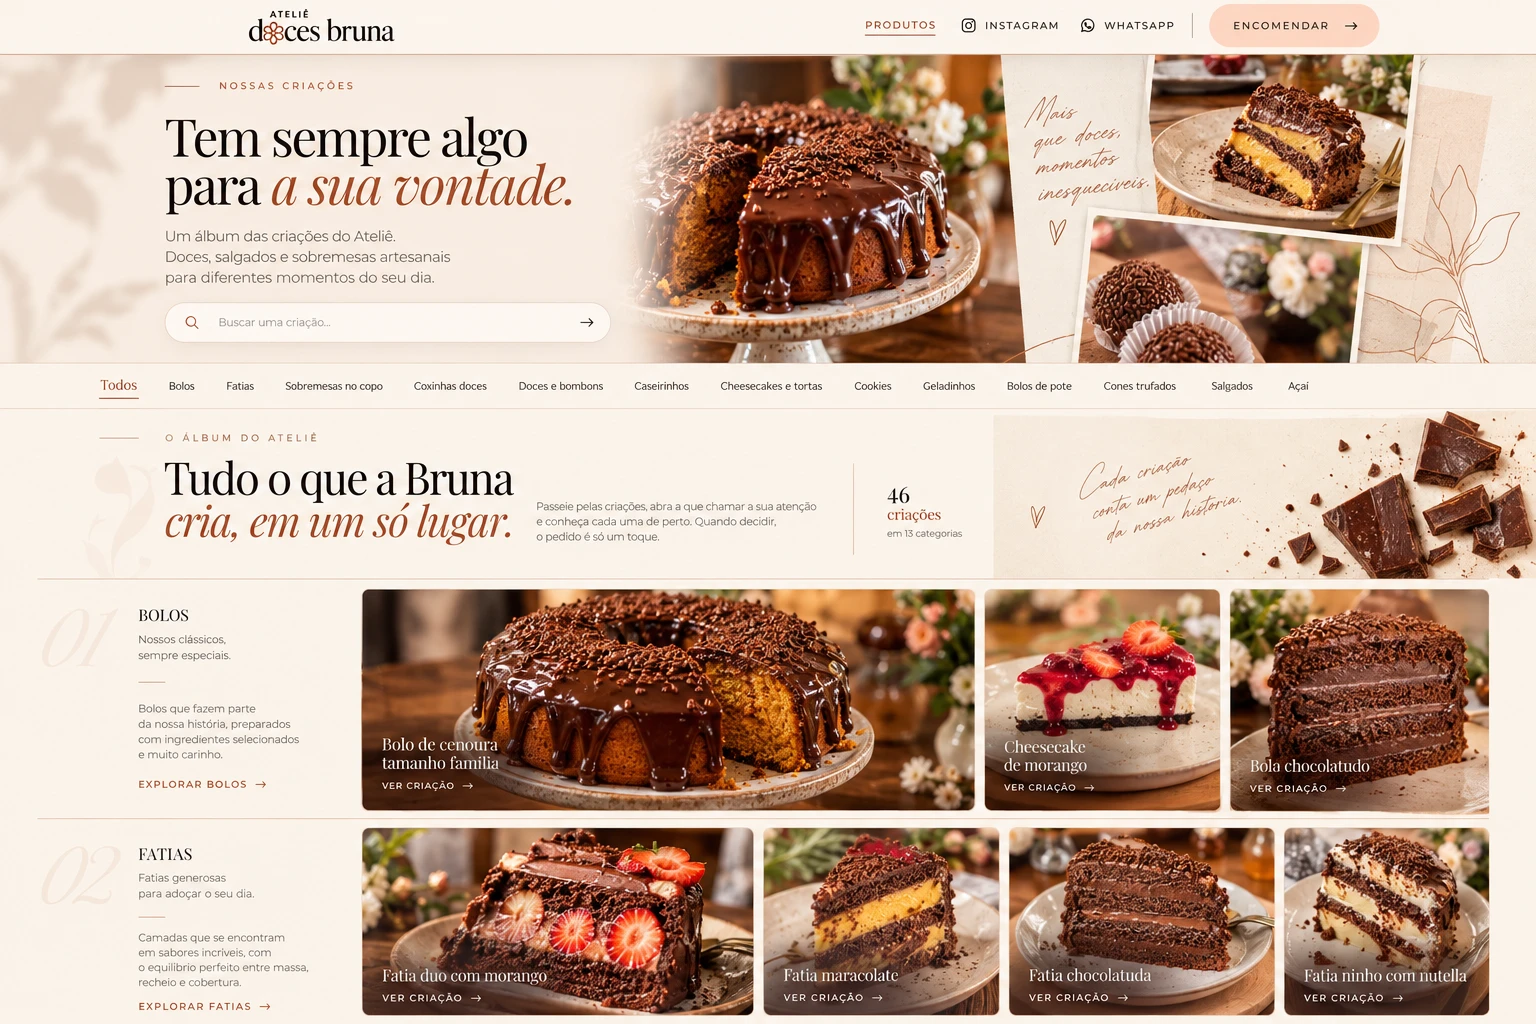 ATELIÊ
doces bruna
PRODUTOS
INSTAGRAM
WHATSAPP
ENCOMENDAR →
NOSSAS CRIAÇÕES
Tem sempre algo
para a sua vontade.
Um álbum das criações do Ateliê.
Doces, salgados e sobremesas artesanais
para diferentes momentos do seu dia.
Buscar uma criação...
Mais
que doces,
momentos
inesquecíveis.
Todos
Bolos
Fatias
Sobremesas no copo
Coxinhas doces
Doces e bombons
Caseirinhos
Cheesecakes e tortas
Cookies
Geladinhos
Bolos de pote
Cones trufados
Salgados
Açaí
O ÁLBUM DO ATELIÊ
Tudo o que a Bruna
cria, em um só lugar.
Passeie pelas criações, abra a que chamar a sua atenção
e conheça cada uma de perto. Quando decidir,
o pedido é só um toque.
46
criações
em 13 categorias
Cada criação
conta um pedaço
da nossa história.
01
BOLOS
Nossos clássicos,
sempre especiais.
Bolos que fazem parte
da nossa história, preparados
com ingredientes selecionados
e muito carinho.
EXPLORAR BOLOS →
Bolo de cenoura
tamanho família
VER CRIAÇÃO →
Cheesecake
de morango
VER CRIAÇÃO →
Bola chocolatudo
VER CRIAÇÃO →
02
FATIAS
Fatias generosas
para adoçar o seu dia.
Camadas que se encontram
em sabores incríveis, com
o equilibrio perfeito entre massa,
recheio e cobertura.
EXPLORAR FATIAS →
Fatia duo com morango
VER CRIAÇÃO →
Fatia maracolate
VER CRIAÇÃO →
Fatia chocolatuda
VER CRIAÇÃO →
Fatia ninho com nutella
VER CRIAÇÃO →